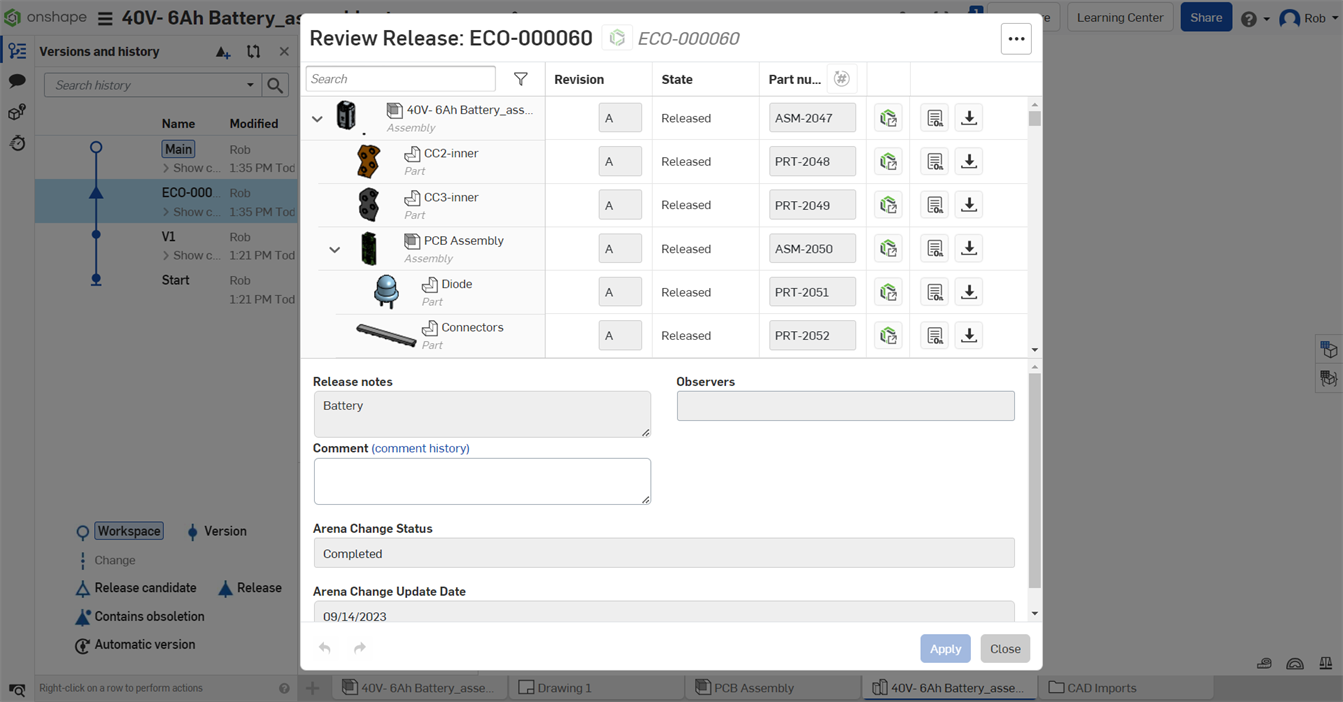 onshape
40V- 6Ah Battery_as
Learning Center
Share
Rob
Versions and history
Search history
Name Modified
Main Rob
Show c... 1:35 PM Tod
ECO-000 Rob
Show c... 1:35 PM Tod
V1 Rob
Show c... 1:21 PM Tod
Start Rob
1:21 PM Tod
Workspace Version
Change
Release candidate Release
Contains obsoletion
Automatic version
Right-click on a row to perform actions
Review Release: ECO-000060 ECO-000060
Search Revision State Part nu... #
40V- 6Ah Battery_ass... A Released ASM-2047
Assembly
CC2-inner A Released PRT-2048
Part
CC3-inner A Released PRT-2049
Part
PCB Assembly A Released ASM-2050
Assembly
Diode A Released PRT-2051
Part
Connectors A Released PRT-2052
Part
Release notes Observers
Battery
Comment (comment history)
Arena Change Status
Completed
Arena Change Update Date
09/14/2023
Apply Close
40V- 6Ah Battery_asse... Drawing 1 PCB Assembly 40V- 6Ah Battery_asse... CAD Imports